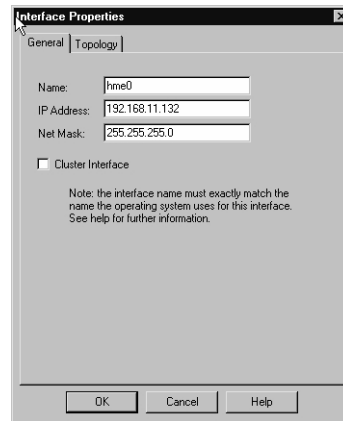 Interface Properties
General Topology
Name: hme0
IP Address: 192.168.11.132
Net Mask: 255.255.255.0
Cluster Interface
Note: the interface name must exactly match the
name the operating system uses for this interface.
See help for further information.
OK Cancel Help